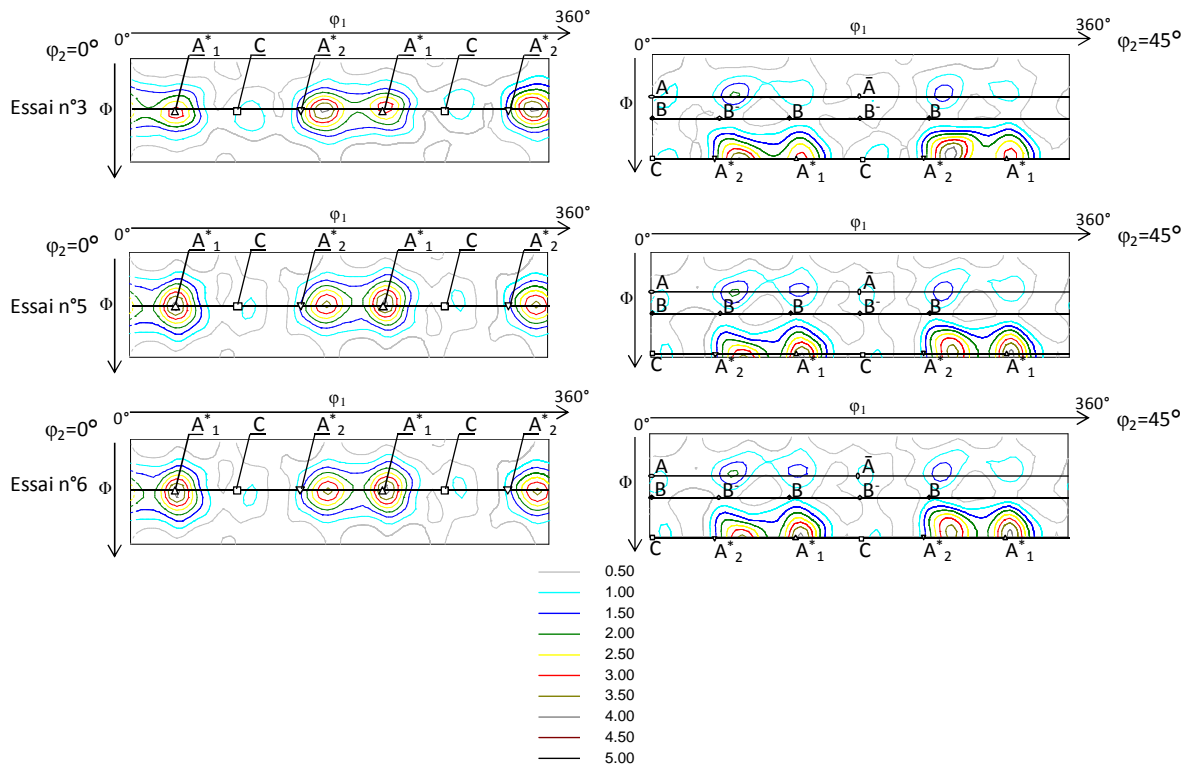 φ1 360° φ1 360°
φ2=0° 0° A*1 C A*2 A*1 C A*2 0° φ2=45°
Essai n°3 Φ Φ A Ā
B B- B B- B
C A*2 A*1 C A*2 A*1
φ1 360° φ1 360°
φ2=0° 0° A*1 C A*2 A*1 C A*2 0° φ2=45°
Essai n°5 Φ Φ A Ā
B B- B B- B
C A*2 A*1 C A*2 A*1
φ1 360° φ1 360°
φ2=0° 0° A*1 C A*2 A*1 C A*2 0° φ2=45°
Essai n°6 Φ Φ A Ā
B B- B B- B
C A*2 A*1 C A*2 A*1
0.50
1.00
1.50
2.00
2.50
3.00
3.50
4.00
4.50
5.00